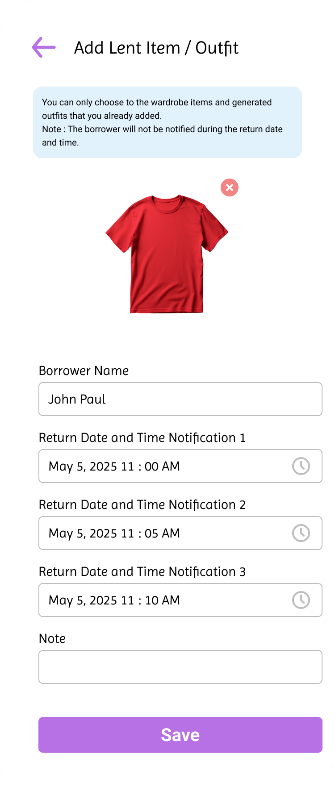 Add Lent Item / Outfit
You can only choose to the wardrobe items and generated
outfits that you already added.
Note : The borrower will not be notified during the return date
and time.
Borrower Name
John Paul
Return Date and Time Notification 1
May 5, 2025 11 : 00 AM
Return Date and Time Notification 2
May 5, 2025 11 : 05 AM
Return Date and Time Notification 3
May 5, 2025 11 : 10 AM
Note
Save